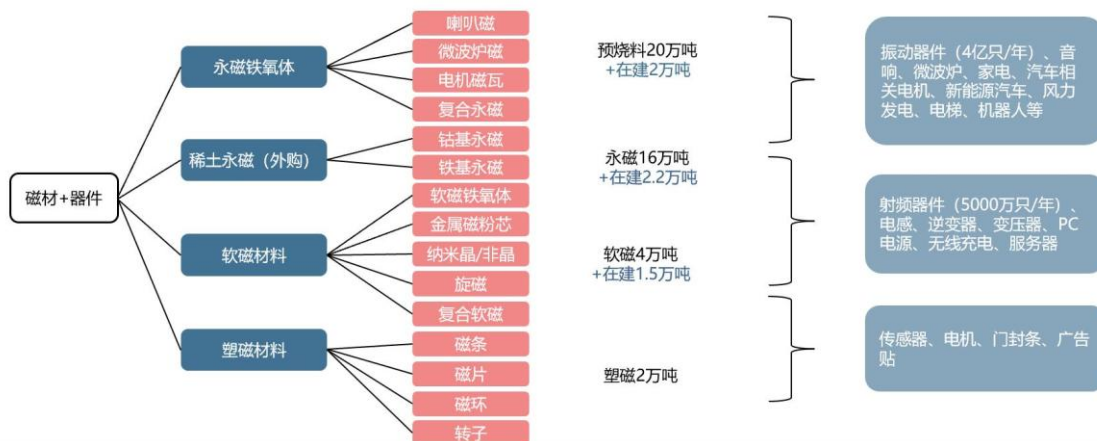 磁材+器件
永磁铁氧体
稀土永磁（外购）
软磁材料
塑磁材料
喇叭磁
微波炉磁
电机磁瓦
复合永磁
钴基永磁
铁基永磁
软磁铁氧体
金属磁粉芯
纳米晶/非晶
旋磁
复合软磁
磁条
磁片
磁环
转子
预烧料20万吨
+在建2万吨
永磁16万吨
+在建2.2万吨
软磁4万吨
+在建1.5万吨
塑磁2万吨
振动器件（4亿只/年）、音
响、微波炉、家电、汽车相
关电机、新能源汽车、风力
发电、电梯、机器人等
射频器件（5000万只/年）、
电感、逆变器、变压器、PC
电源、无线充电、服务器
传感器、电机、门封条、广告
贴